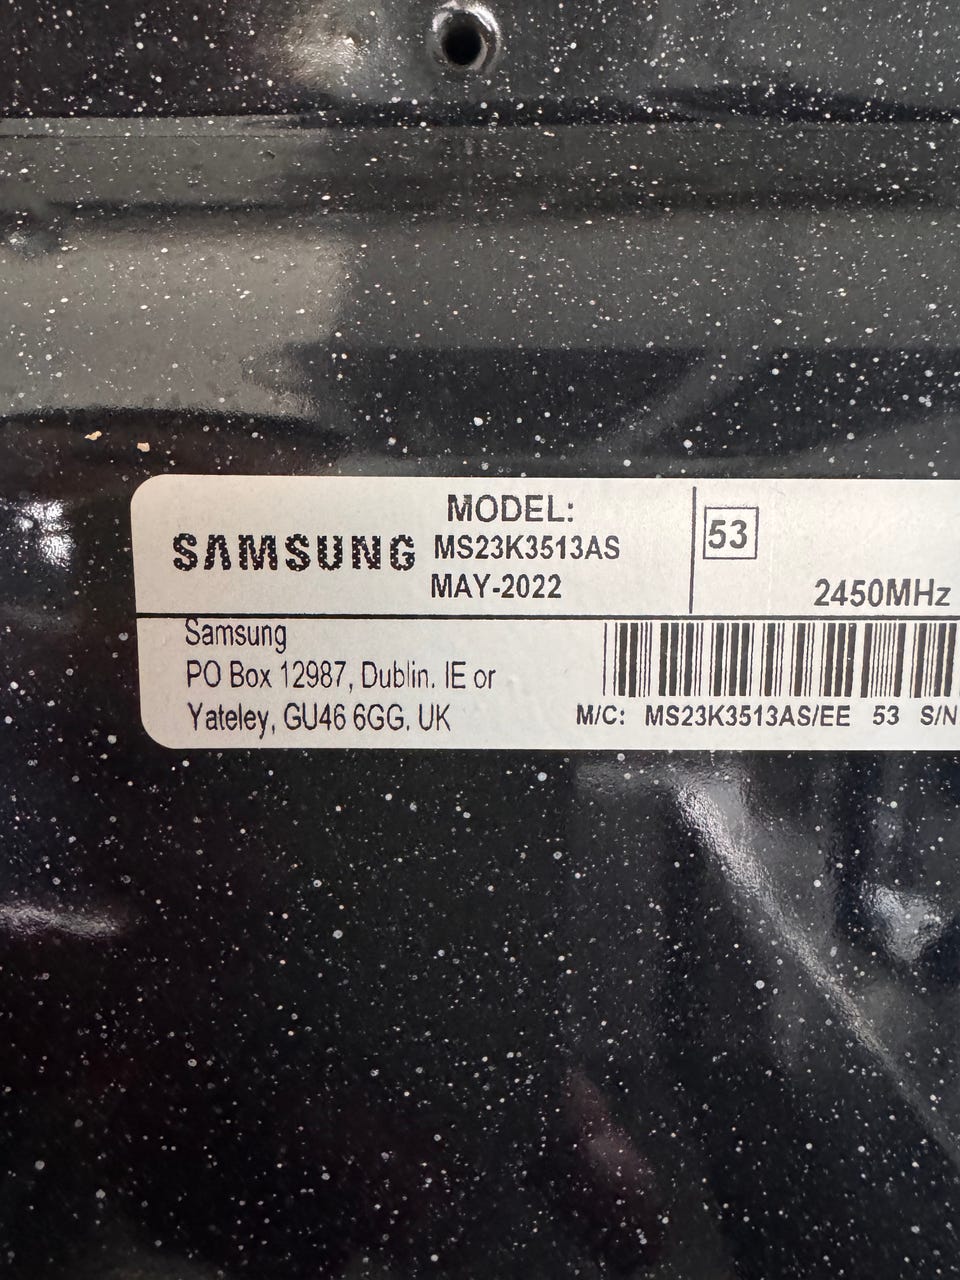 MODEL:
SAMSUNG MS23K3513AS
MAY-2022
53
2450MHz
Samsung
PO Box 12987, Dublin. IE or
Yateley, GU46 6GG. UK
M/C: MS23K3513AS/EE 53 S/N